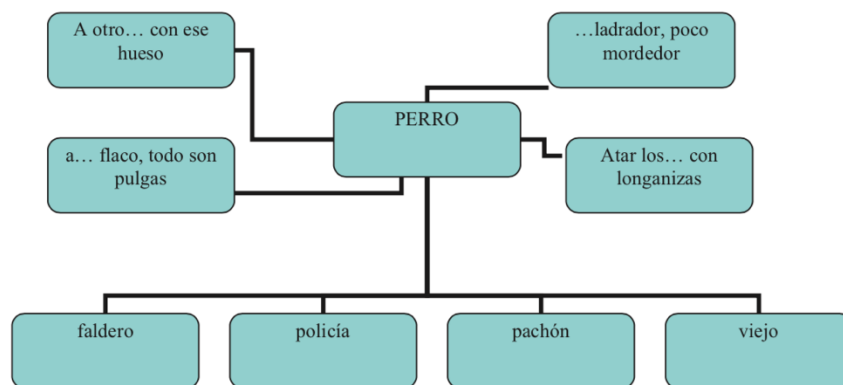 A otro… con ese
hueso
…ladrador, poco
mordedor
PERRO
a… flaco, todo son
pulgas
Atar los… con
longanizas
faldero
policía
pachón
viejo